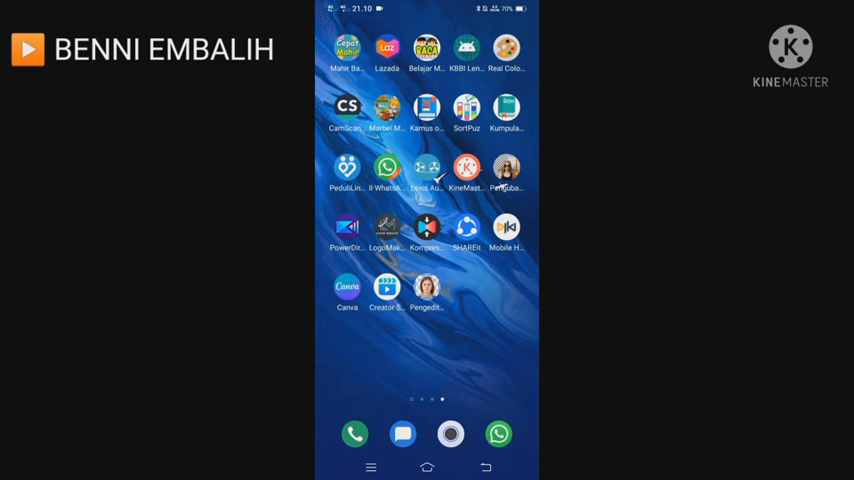 BENNI EMBALIH
KINEMASTER
21.10
70%
Cepat
Mahir
Laz
BACA
Mahir Ba...
Lazada
Belajar M...
KBBI Len...
Real Colo...
CS
CamScan...
Marbel M...
Kamus o...
SortPuz
Kumpula...
PeduliLin...
II·WhatsA...
Lexis Au...
KineMast...
Penguba...
PowerDir...
LogoMak...
Kompres...
SHAREit
Mobile H...
Canva
Canva
Creator S...
Pengedit...